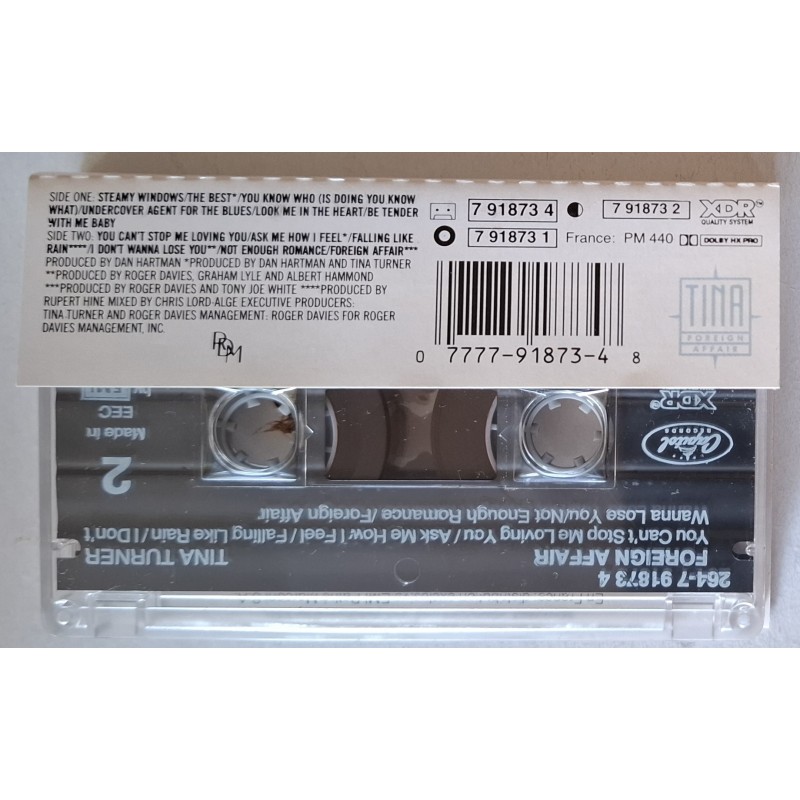 SIDE ONE: STEAMY WINDOWS/THE BEST*/YOU KNOW WHO (IS DOING YOU KNOW
WHAT)/UNDERCOVER AGENT FOR THE BLUES/LOOK ME IN THE HEART/BE TENDER
WITH ME BABY
SIDE TWO: YOU CAN'T STOP ME LOVING YOU/ASK ME HOW I FEEL*/FALLING LIKE
RAIN****/I DON'T WANNA LOSE YOU**/NOT ENOUGH ROMANCE/FOREIGN AFFAIR***
PRODUCED BY DAN HARTMAN *PRODUCED BY DAN HARTMAN AND TINA TURNER
**PRODUCED BY ROGER DAVIES, GRAHAM LYLE AND ALBERT HAMMOND
***PRODUCED BY ROGER DAVIES AND TONY JOE WHITE ****PRODUCED BY
RUPERT HINE MIXED BY CHRIS LORD-ALGE EXECUTIVE PRODUCERS:
TINA TURNER AND ROGER DAVIES MANAGEMENT: ROGER DAVIES FOR ROGER
DAVIES MANAGEMENT, INC.
RDM
7 91873 4
7 91873 2
XDR™
QUALITY SYSTEM
7 91873 1
France: PM 440
DOLBY HX PRO
0 7777-91873-4 8
TINA
FOREIGN
AFFAIR
264-7 91873 4
FOREIGN AFFAIR
TINA TURNER
You Can't Stop Me Loving You / Ask Me How I Feel / Falling Like Rain / I Don't
Wanna Lose You/Not Enough Romance /Foreign Affair
2
Capitol
RECORDS
Made in
EEC
XDR
by EMI